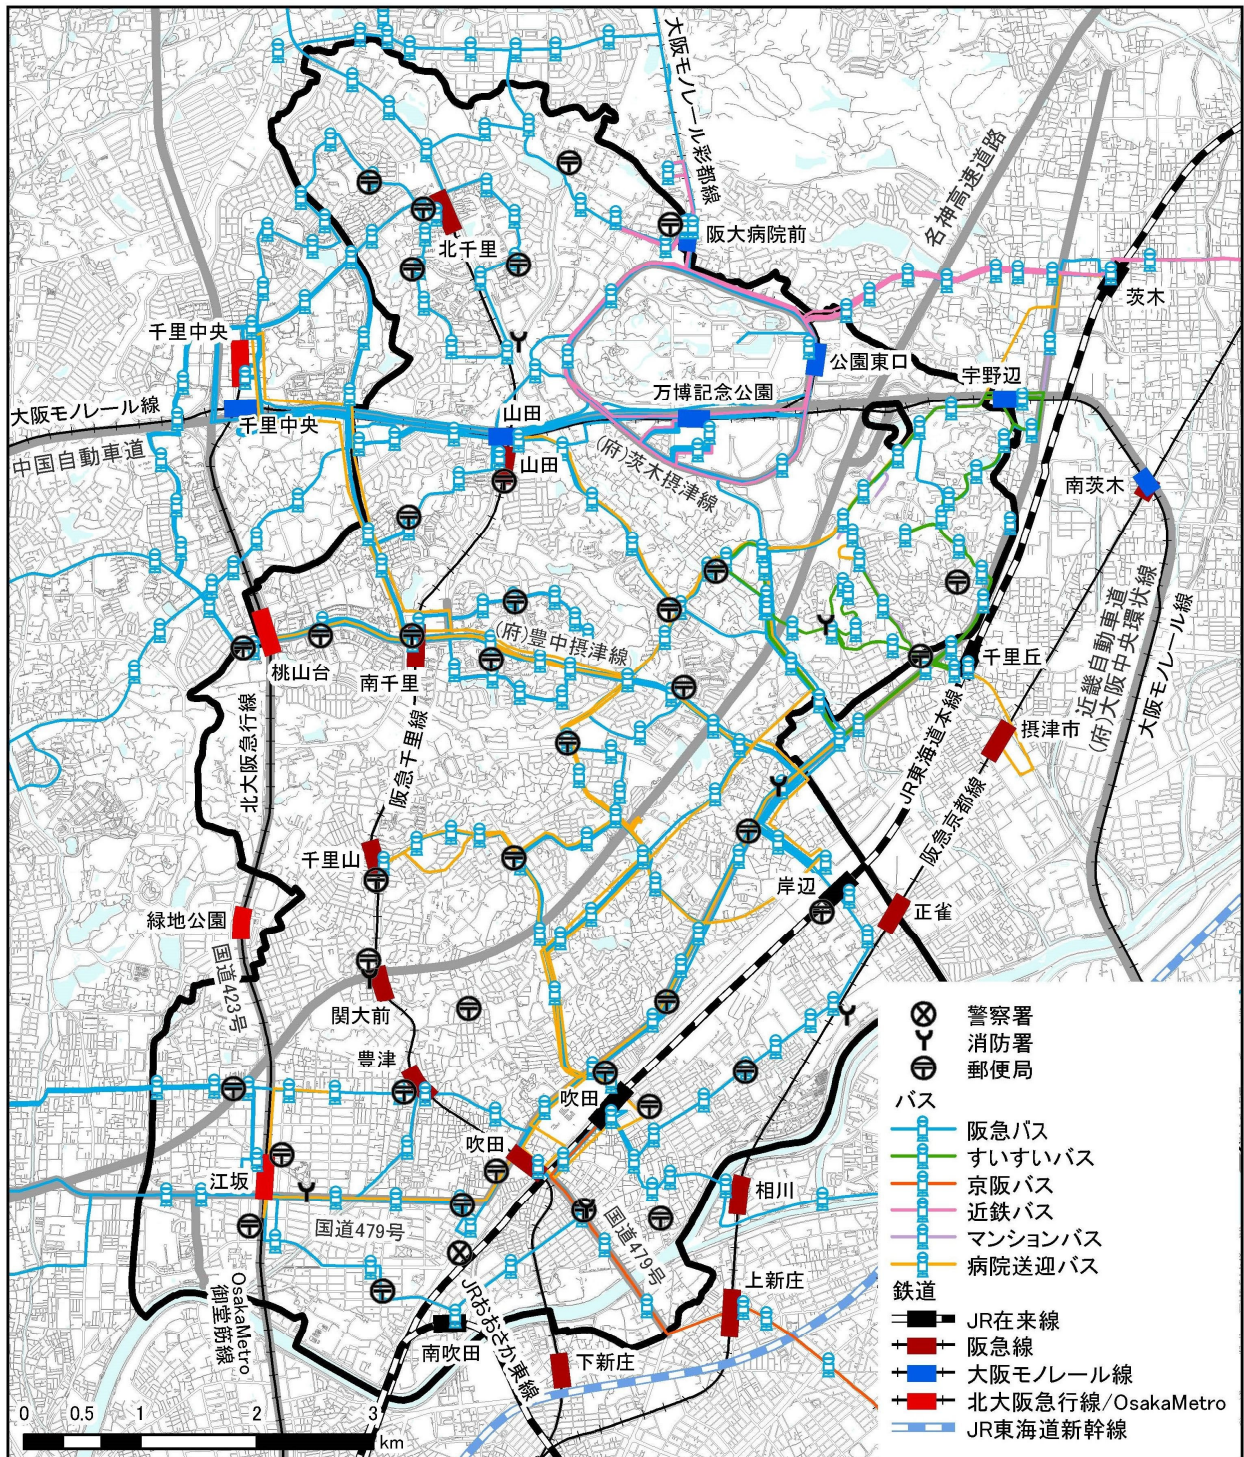 大阪モノレール彩都線
名神高速道路
阪大病院前
北千里
茨木
千里中央
公園東口
宇野辺
万博記念公園
大阪モノレール線
千里中央
山田
中国自動車道
山田
(府)茨木摂津線
南茨木
近畿自動車道
(府)大阪中央環状線
大阪モノレール線
(府)豊中摂津線
千里丘
桃山台
南千里
北大阪急行線
阪急千里線
JR東海道本線
摂津市
阪急京都線
千里山
岸辺
正雀
緑地公園
国道423号
関大前
豊津
吹田
吹田
江坂
相川
国道479号
国道479号
上新庄
OsakaMetro
御堂筋線
JRおおさか東線
南吹田
下新庄
警察署
消防署
郵便局
バス
阪急バス
すいすいバス
京阪バス
近鉄バス
マンションバス
病院送迎バス
鉄道
JR在来線
阪急線
大阪モノレール線
北大阪急行線/OsakaMetro
JR東海道新幹線
0 0.5 1 2 3
km